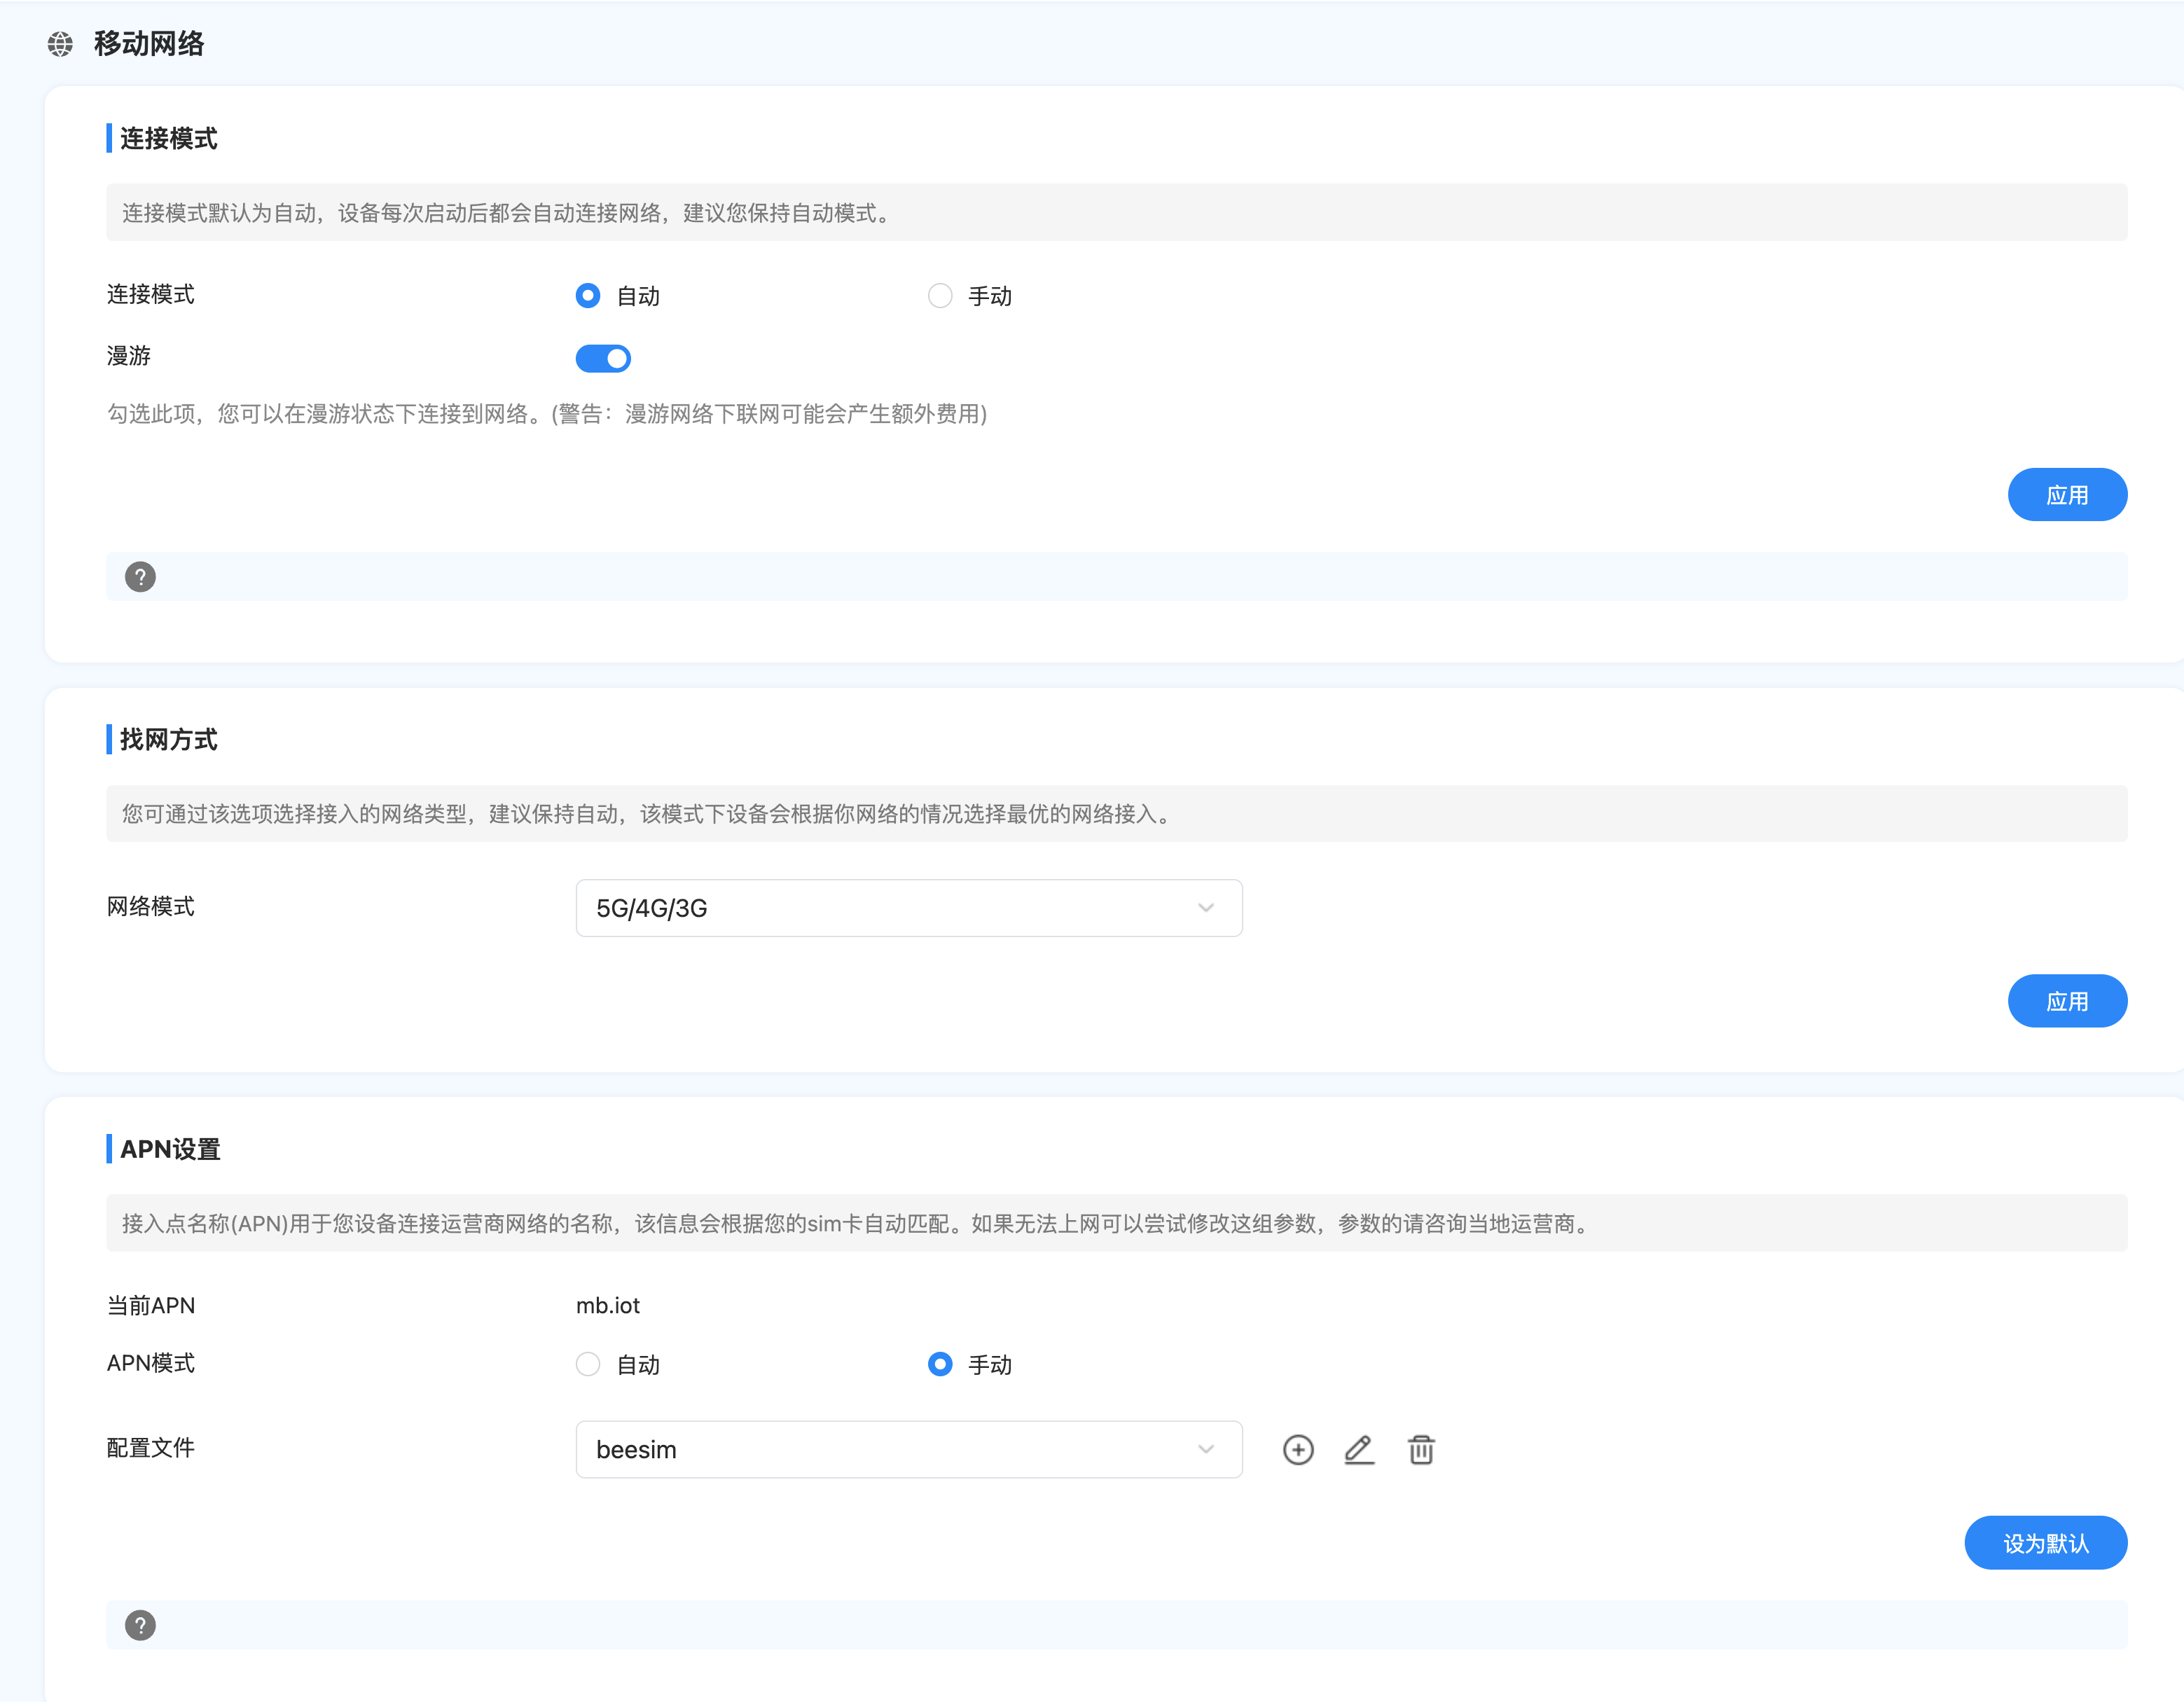 移动网络
连接模式
连接模式默认为自动，设备每次启动后都会自动连接网络，建议您保持自动模式。
连接模式 自动 手动
漫游
勾选此项，您可以在漫游状态下连接到网络。(警告：漫游网络下联网可能会产生额外费用)
应用
?
找网方式
您可通过该选项选择接入的网络类型，建议保持自动，该模式下设备会根据你网络的情况选择最优的网络接入。
网络模式 5G/4G/3G
应用
APN设置
接入点名称(APN)用于您设备连接运营商网络的名称，该信息会根据您的sim卡自动匹配。如果无法上网可以尝试修改这组参数，参数的请咨询当地运营商。
当前APN mb.iot
APN模式 自动 手动
配置文件 beesim
设为默认
?